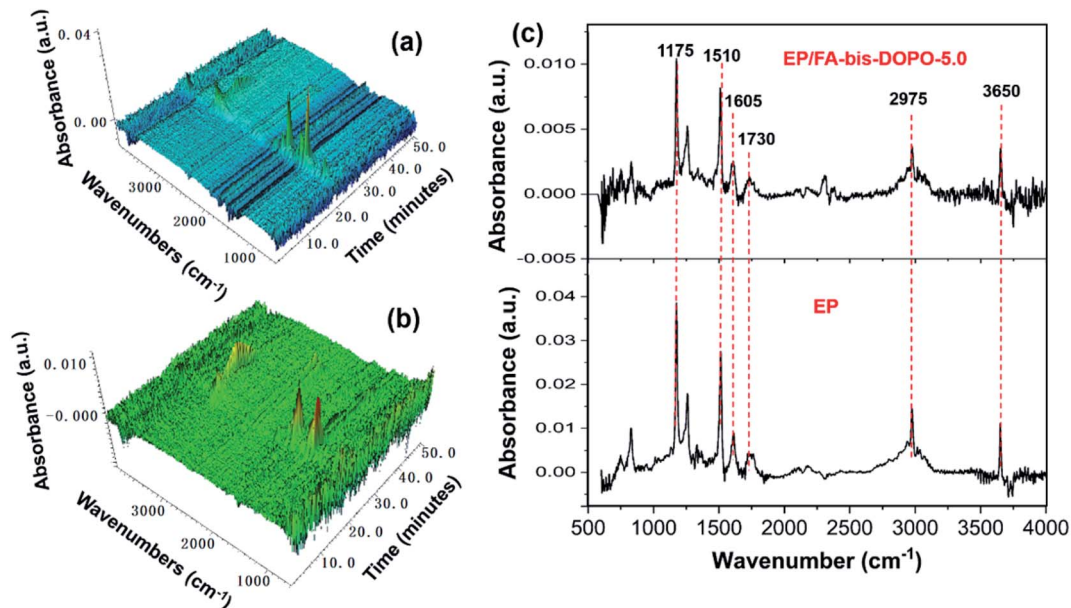 (a)
Absorbance (a.u.)
0.04
0.00
3000
2000
1000
Wavenumbers (cm⁻¹)
50.0
40.0
30.0
20.0
10.0
Time (minutes)
(b)
Absorbance (a.u.)
0.010
-0.000
3000
2000
1000
Wavenumbers (cm⁻¹)
50.0
40.0
30.0
20.0
10.0
Time (minutes)
(c)
1175
1510
1605
1730
2975
3650
EP/FA-bis-DOPO-5.0
Absorbance (a.u.)
0.010
0.005
0.000
-0.005
EP
Absorbance (a.u.)
0.04
0.03
0.02
0.01
0.00
500 1000 1500 2000 2500 3000 3500 4000
Wavenumber (cm⁻¹)